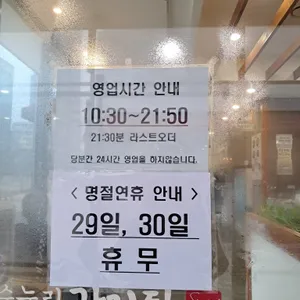 영업시간 안내
10:30~21:50
21:30분 라스트오더
당분간 24시간 영업을 하지않습니다.
< 명절연휴 안내 >
29일, 30일
휴 무